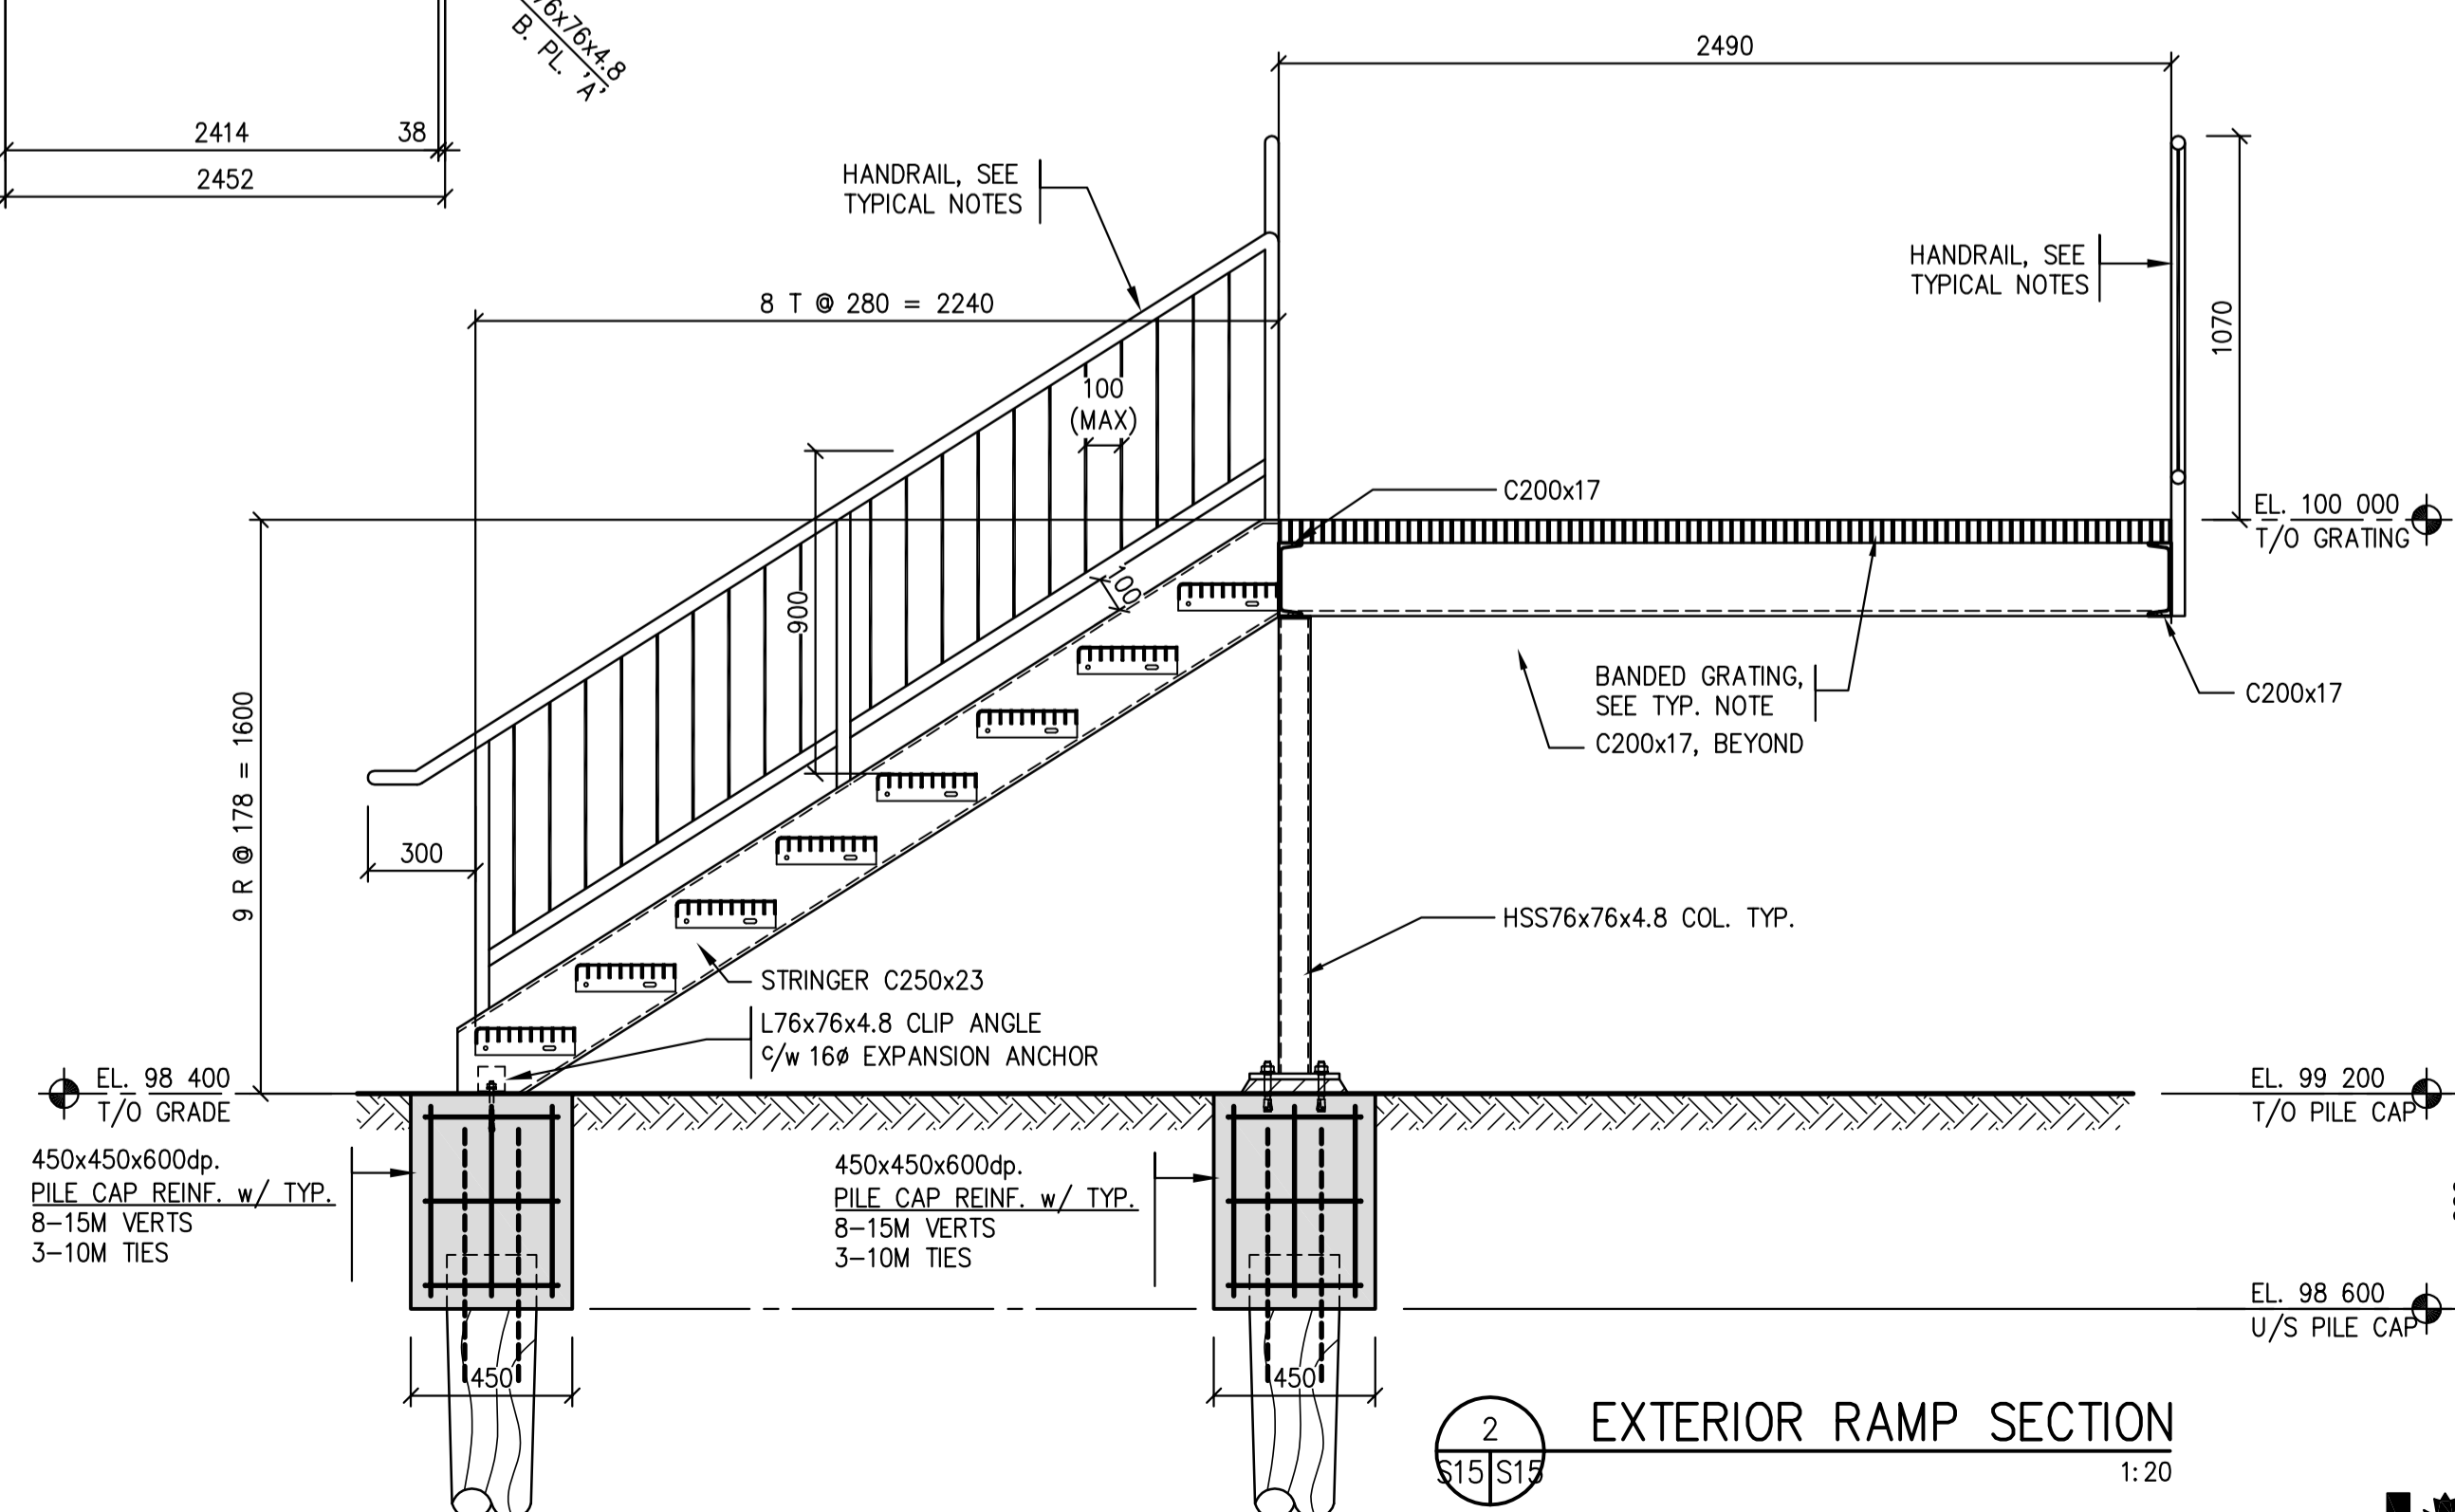 76x76x4.8
B. PL. 'A'
2490
2414
38
2452
HANDRAIL, SEE
TYPICAL NOTES
HANDRAIL, SEE
TYPICAL NOTES
8 T @ 280 = 2240
1070
100
(MAX)
C200x17
EL. 100 000
T/O GRATING
900
100
BANDED GRATING,
SEE TYP. NOTE
C200x17, BEYOND
C200x17
9 R @ 178 = 1600
300
HSS76x76x4.8 COL. TYP.
STRINGER C250x23
L76x76x4.8 CLIP ANGLE
c/w 16ø EXPANSION ANCHOR
EL. 98 400
T/O GRADE
EL. 99 200
T/O PILE CAP
450x450x600dp.
PILE CAP REINF. w/ TYP.
8-15M VERTS
3-10M TIES
450x450x600dp.
PILE CAP REINF. w/ TYP.
8-15M VERTS
3-10M TIES
EL. 98 600
U/S PILE CAP
450
450
2
S15 S15
EXTERIOR RAMP SECTION
1:20